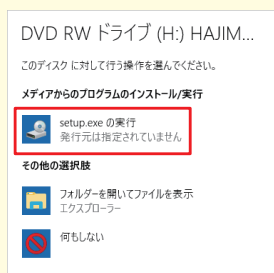 DVD RW ドライブ (H:) HAJIM...
このディスク に対して行う操作を選んでください。
メディアからのプログラムのインストール/実行
setup.exe の実行
発行元は指定されていません
その他の選択肢
フォルダーを開いてファイルを表示
エクスプローラー
何もしない